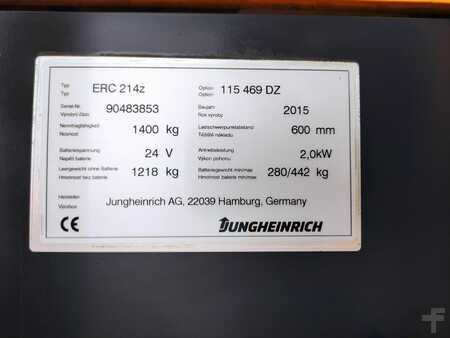 Typ ERC 214z Option 115 469 DZ
Typ Option
Serial-Nr. 90483853 Baujahr 2015
Výrobní číslo Rok výroby
Nenntragfähigkeit 1400 kg Lastschwerpunktabstand 600 mm
Nosnost Těžiště nákladu
Batteriespannung 24 V Antriebsleistung 2,0kW
Napětí baterie Výkon pohonu
Leergewicht ohne Batterie 1218 kg Batteriegewicht min/max 280/442 kg
Hmotnost bez baterie Hmotnost baterie min/max
Hersteller Jungheinrich AG, 22039 Hamburg, Germany
Výrobce
CE JUNGHEINRICH